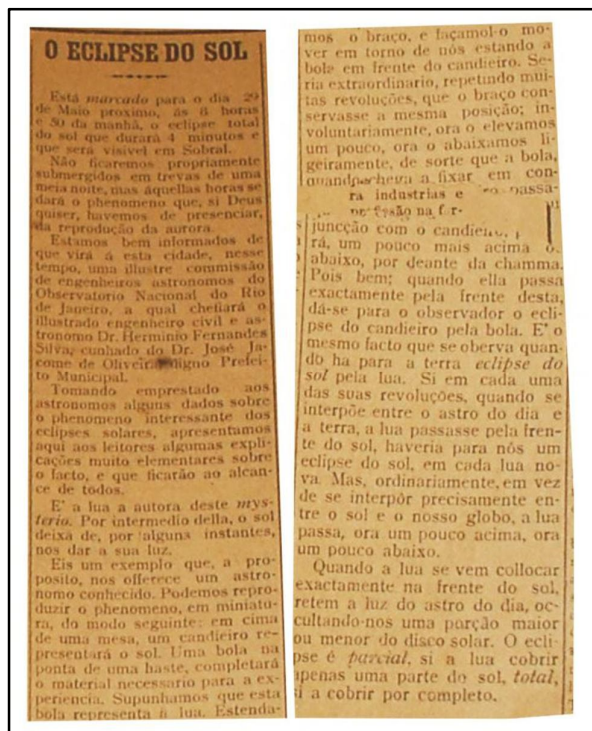 O ECLIPSE DO SOL
Está marcado para o dia 29
de Maio proximo, ás 8 horas
e 50 da manhã, o eclipse total
do sol que durará 4 minutos e
que será visivel em Sobral.
Não ficaremos propriamente
submergidos em trevas de uma
meia noite, mas áquellas horas se
dará o phenomeno que, si Deus
quiser, havemos de presenciar,
da reprodução da aurora.
Estamos bem informados de
que virá á esta cidade, nesse
tempo, uma illustre commissão
de engenheiros astronomos do
Observatorio Nacional do Rio
de Janeiro, a qual chefiará o
illustrado engenheiro civil e as-
tronomo Dr. Herminio Fernandes
Silva, cunhado do Dr. José Ja-
come de Oliveira, digno Prefei-
to Municipal.
Tomando emprestado aos
astronomos alguns dados sobre
o phenomeno interessante dos
eclipses solares, apresentamos
aqui aos leitores algumas expli-
cações muito elementares sobre
o facto, e que ficarão ao alcan-
ce de todos.
E' a lua a autora deste mys-
terio. Por intermedio della, o sol
deixa de, por alguns instantes,
nos dar a sua luz.
Eis um exemplo que, a pro-
posito, nos offerece um astro-
nomo conhecido. Podemos repro-
duzir o phenomeno, em miniatu-
ra, do modo seguinte: em cima
de uma mesa, um candieiro re-
presentará o sol. Uma bola na
ponta de uma haste, completará
o material necessario para a ex-
periencia. Supunhamos que esta
bola representa a lua. Estenda-
mos o braço, e façamol-o mo-
ver em torno de nós estando a
bola em frente do candieiro. Se-
ria extraordinario, repetindo mui-
tas revoluções, que o braço con-
servasse a mesma posição; in-
voluntariamente, ora o elevamos
um pouco, ora o abaixamos li-
geiramente, de sorte que a bola,
a fixar em con-
ra industrias e passa-
na
juncção com o candieiro,
rá, um pouco mais acima
abaixo, por deante da chamma.
Pois bem; quando ella passa
exactamente pela frente desta,
dá-se para o observador o ecli-
pse do candieiro pela bola. E' o
mesmo facto que se oberva quan-
do ha para a terra eclipse do
sol pela lua. Si em cada uma
das suas revoluções, quando se
interpõe entre o astro do dia e
a terra, a lua passasse pela fren-
te do sol, haveria para nós um
eclipse do sol, em cada lua no-
va. Mas, ordinariamente, em vez
de se interpôr precisamente en-
tre o sol e o nosso globo, a lua
passa, ora um pouco acima, ora
um pouco abaixo.
Quando a lua se vem collocar
exactamente na frente do sol,
retem a luz do astro do dia, oc-
cultando-nos uma porção maior
ou menor do disco solar. O ecli-
pse é parcial, si a lua cobrir
apenas uma parte do sol, total,
si a cobrir por completo.